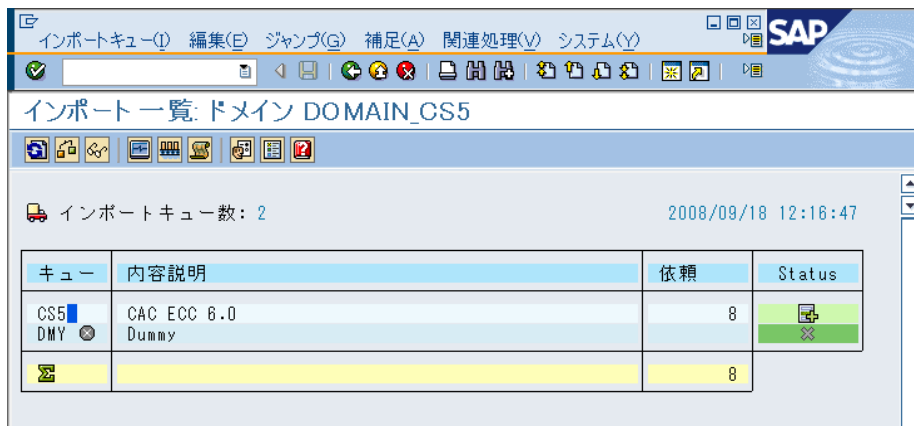 インポートキュー(I) 編集(E) ジャンプ(G) 補足(A) 関連処理(V) システム(Y)
SAP
インポート一覧: ドメイン DOMAIN_CS5
インポートキュー数: 2 2008/09/18 12:16:47
キュー 内容説明 依頼 Status
CS5 CAC ECC 6.0 8
DMY Dummy
8